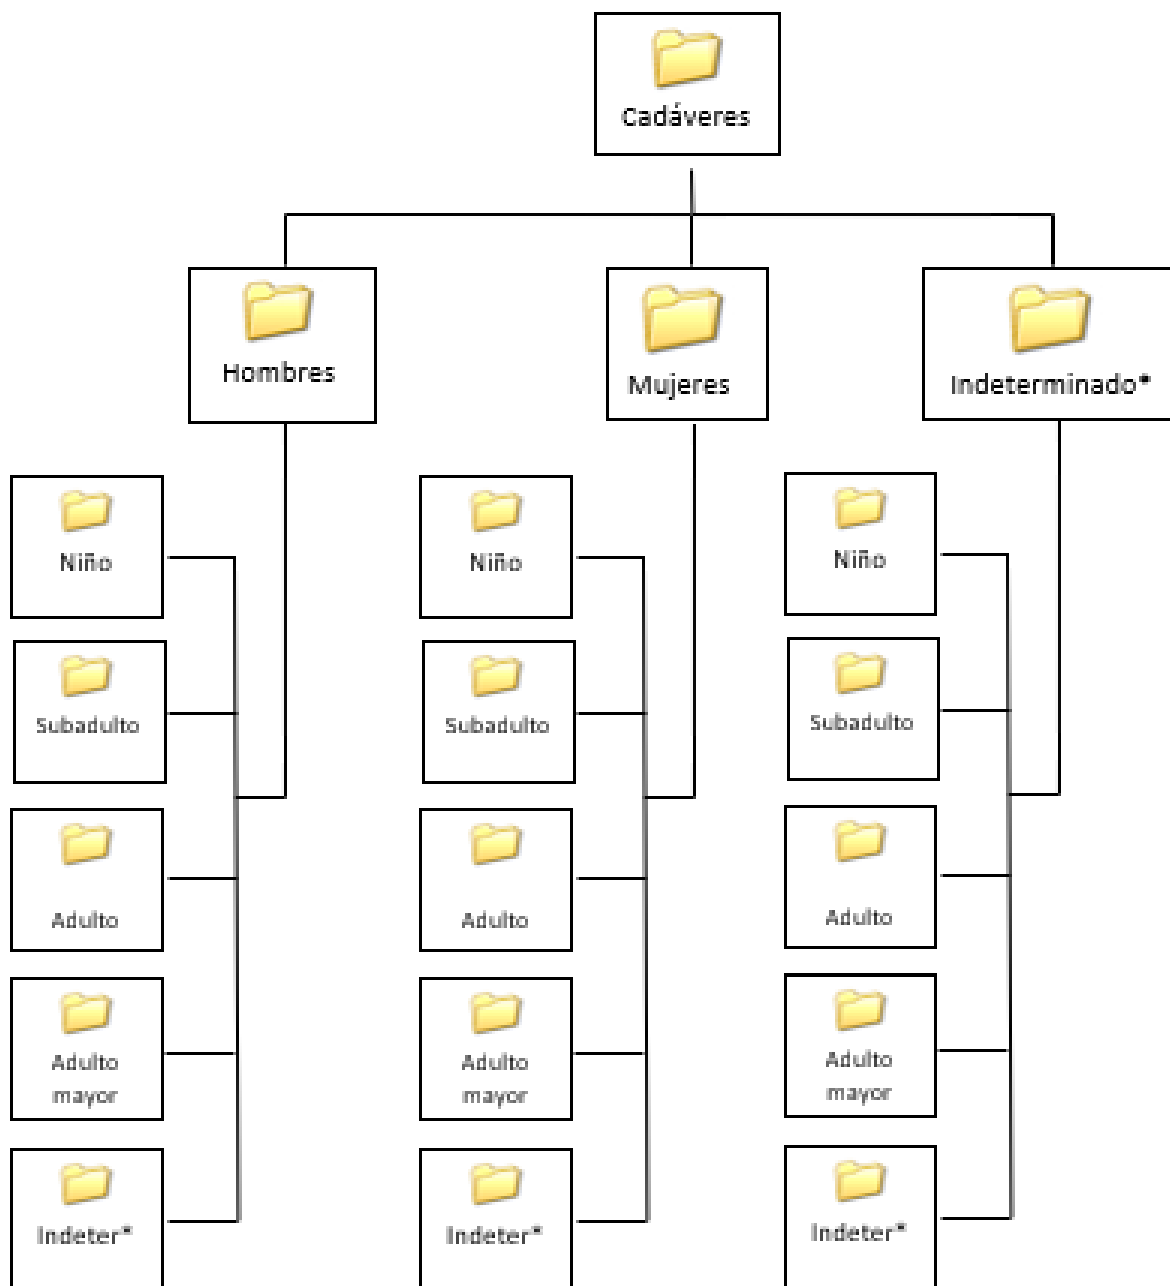 Cadáveres
Hombres
Mujeres
Indeterminado*
Niño
Subadulto
Adulto
Adulto
mayor
Indeter*
Niño
Subadulto
Adulto
Adulto
mayor
Indeter*
Niño
Subadulto
Adulto
Adulto
mayor
Indeter*